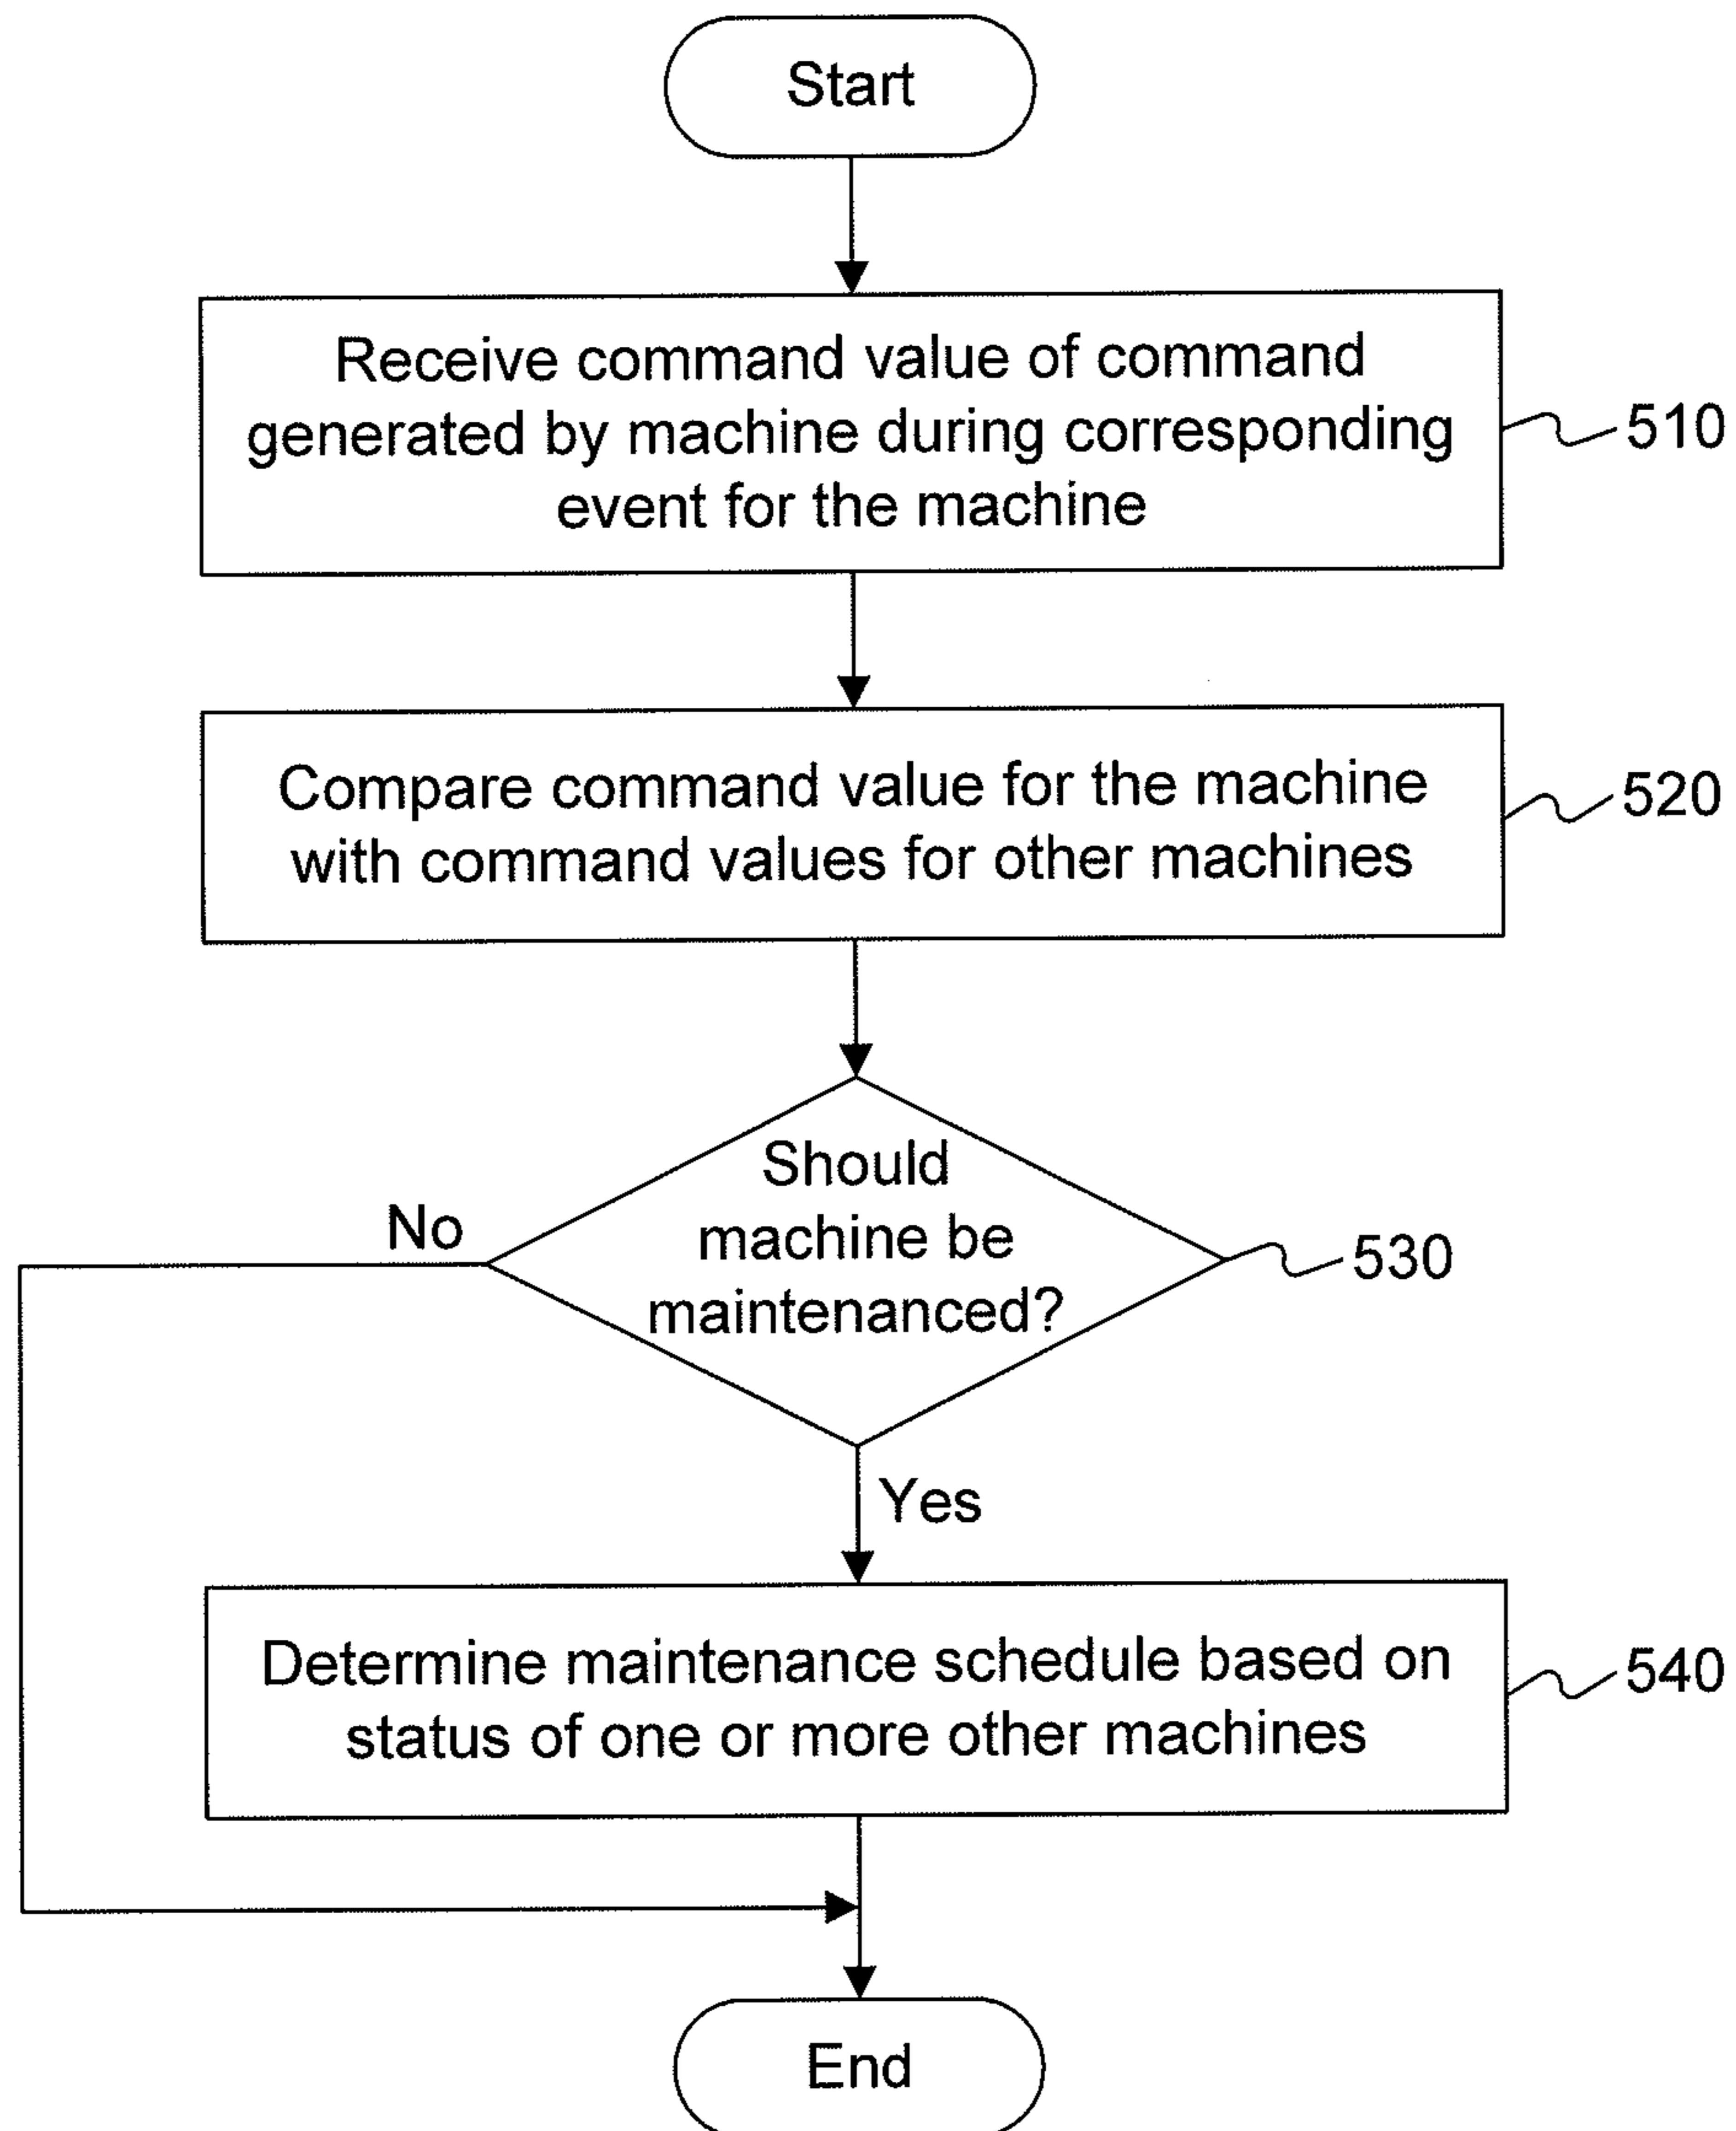 Start
Receive command value of command
generated by machine during corresponding
event for the machine
510
Compare command value for the machine
with command values for other machines
520
Should
machine be
maintenanced?
No
530
Yes
Determine maintenance schedule based on
status of one or more other machines
540
End